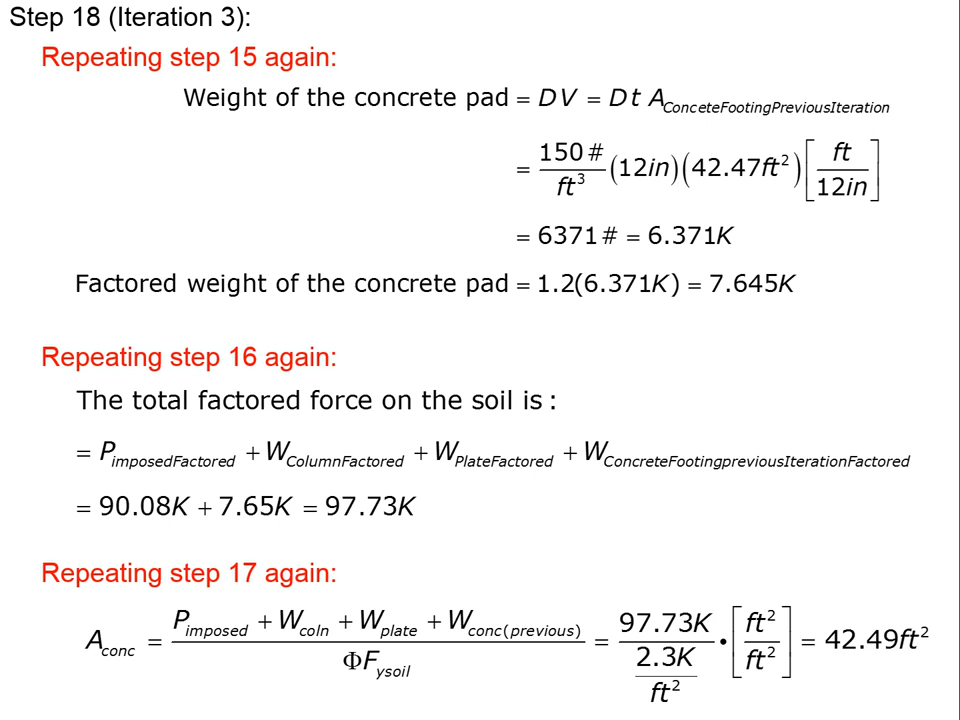 Step 18 (Iteration 3):
Repeating step 15 again:
Weight of the concrete pad = DV = Dt A_ConceteFootingPreviousIteration
= 150#/ft³ (12in)(42.47ft²)[ft/12in]
= 6371# = 6.371K
Factored weight of the concrete pad = 1.2(6.371K) = 7.645K
Repeating step 16 again:
The total factored force on the soil is:
= P_imposedFactored + W_ColumnFactored + W_PlateFactored + W_ConcreteFootingpreviousIterationFactored
= 90.08K + 7.65K = 97.73K
Repeating step 17 again:
A_conc = (P_imposed + W_coln + W_plate + W_conc(previous))/(ΦF_ysoil) = 97.73K/(2.3K/ft²) • [ft²/ft²] = 42.49ft²